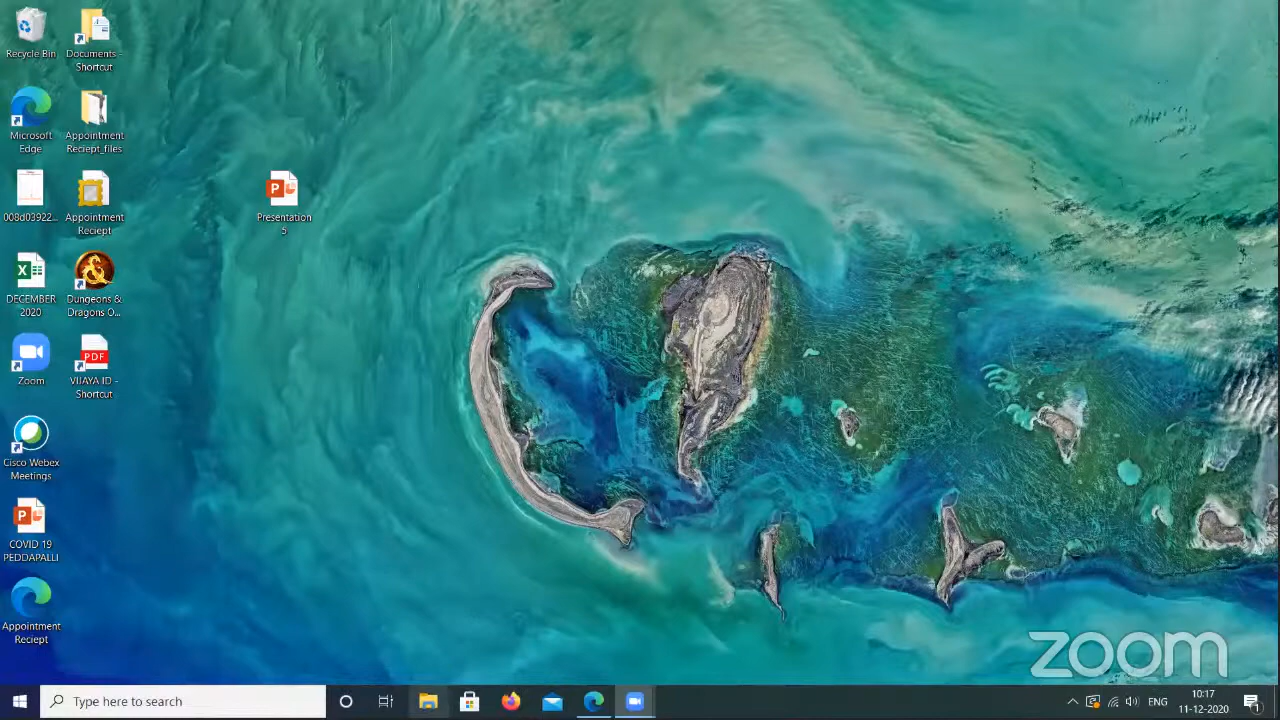 Recycle Bin
Documents -
Shortcut
Microsoft
Edge
Appointment
Reciept_files
008d03922...
Appointment
Reciept
Presentation
5
DECEMBER
2020
Dungeons &
Dragons O...
Zoom
PDF
VIJAYA ID -
Shortcut
Cisco Webex
Meetings
COVID 19
PEDDAPALLI
Appointment
Reciept
zoom
Type here to search
ENG
10:17
11-12-2020
1